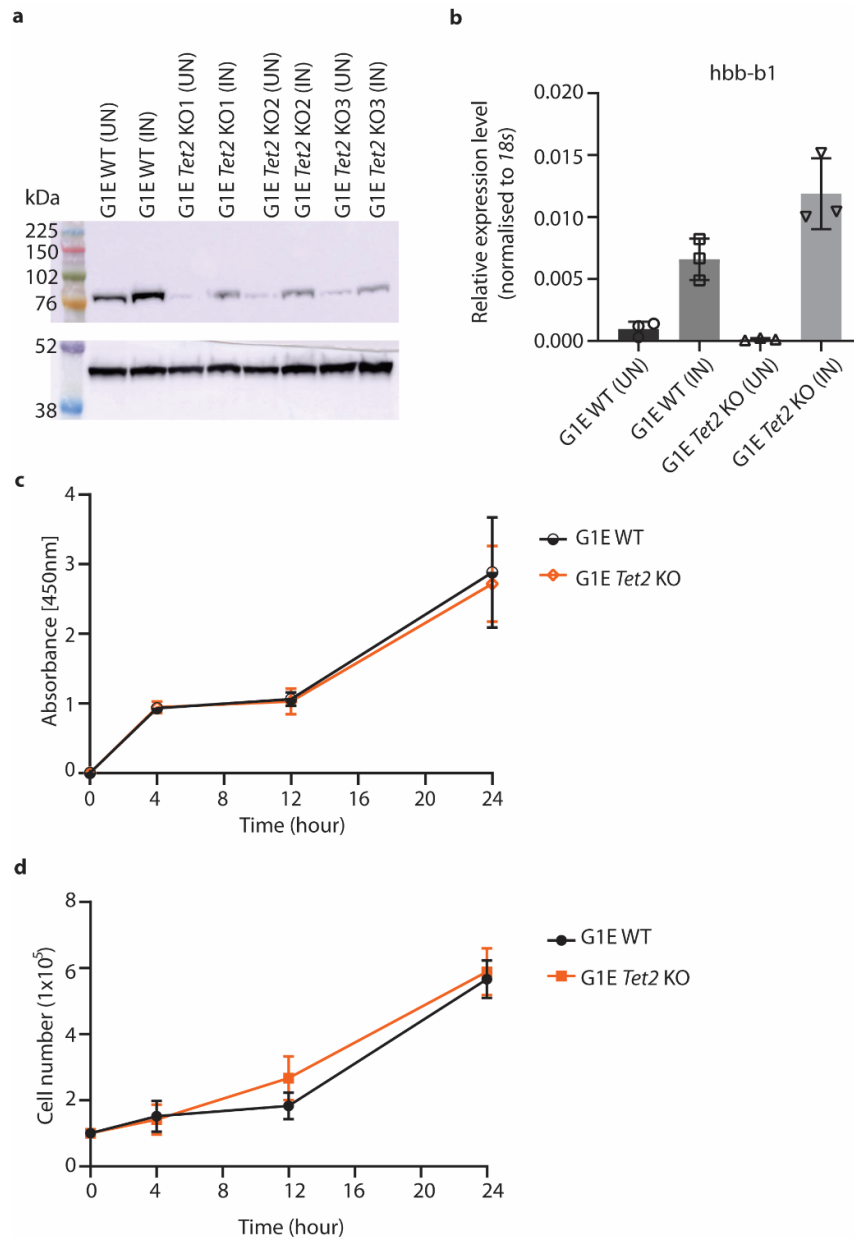 a
G1E WT (UN)
G1E WT (IN)
G1E Tet2 KO1 (UN)
G1E Tet2 KO1 (IN)
G1E Tet2 KO2 (UN)
G1E Tet2 KO2 (IN)
G1E Tet2 KO3 (UN)
G1E Tet2 KO3 (IN)
kDa
225
150
102
76
52
38
b
hbb-b1
Relative expression level
(normalised to 18s)
0.020
0.015
0.010
0.005
0.000
G1E WT (UN)
G1E WT (IN)
G1E Tet2 KO (UN)
G1E Tet2 KO (IN)
c
Absorbance [450nm]
4
3
2
1
0
0 4 8 12 16 20 24
Time (hour)
G1E WT
G1E Tet2 KO
d
Cell number (1x10⁵)
8
6
4
2
0
0 4 8 12 16 20 24
Time (hour)
G1E WT
G1E Tet2 KO